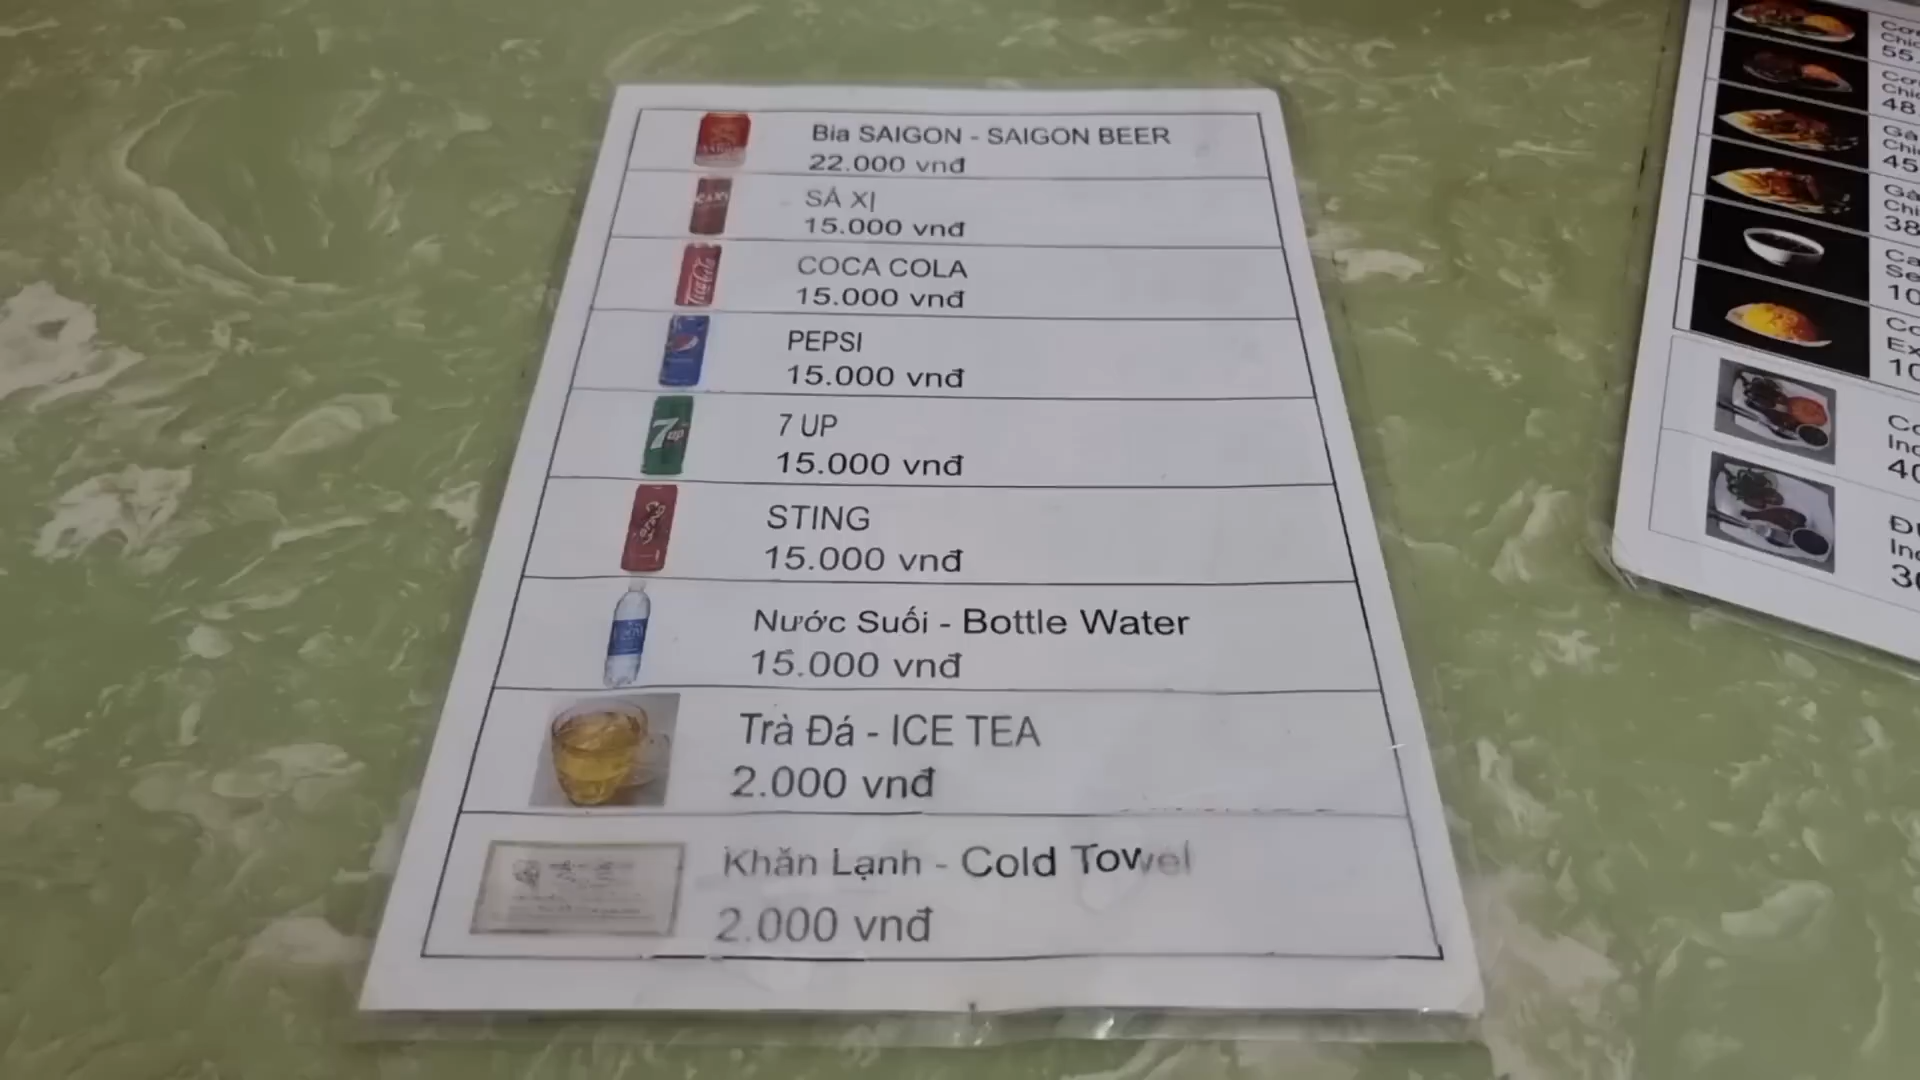 Bia SAIGON - SAIGON BEER
22.000 vnđ
SÁ XỊ
15.000 vnđ
COCA COLA
15.000 vnđ
PEPSI
15.000 vnđ
7 UP
15.000 vnđ
STING
15.000 vnđ
Nước Suối - Bottle Water
15.000 vnđ
Trà Đá - ICE TEA
2.000 vnđ
Khăn Lạnh - Cold Towel
2.000 vnđ
7up